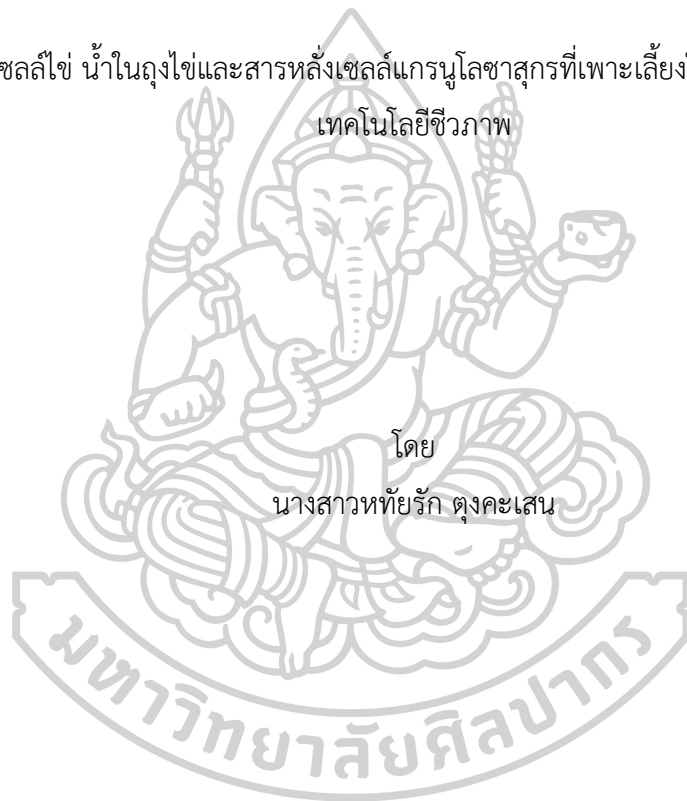 ซลล์ไข่ น้ำในถุงไข่และสารหลั่งเซลล์แกรนูโลซาสุกรที่เพาะเลี้ยง
เทคโนโลยีชีวภาพ
โดย
นางสาวหทัยรัก ตุงคะเสน
มหาวิทยาลัยศิลปากร